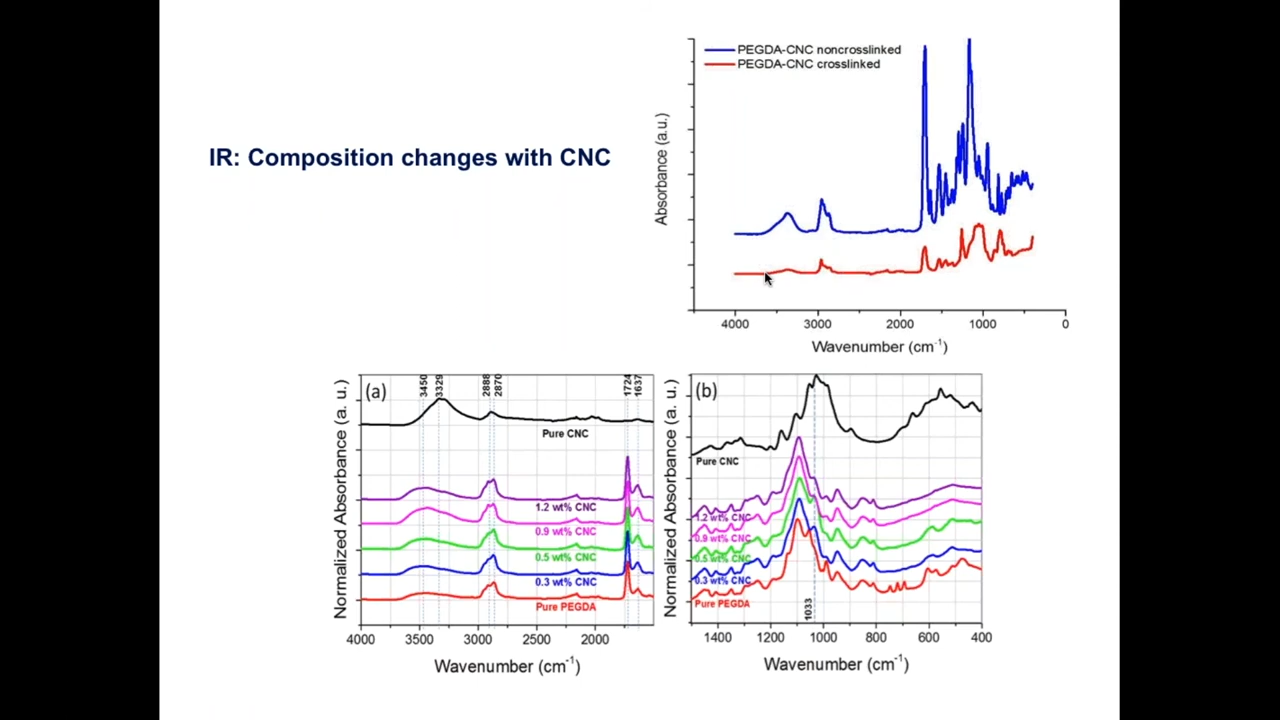 IR: Composition changes with CNC
PEGDA-CNC noncrosslinked
PEGDA-CNC crosslinked
Absorbance (a.u.)
4000 3000 2000 1000 0
Wavenumber (cm-1)
(a)
3450 3329 2888 2870 1724 1637
Normalized Absorbance (a. u.)
Pure CNC
1.2 wt% CNC
0.9 wt% CNC
0.5 wt% CNC
0.3 wt% CNC
Pure PEGDA
4000 3500 3000 2500 2000
Wavenumber (cm-1)
(b)
Normalized Absorbance (a. u.)
Pure CNC
1.2 wt% CNC
0.9 wt% CNC
0.5 wt% CNC
0.3 wt% CNC
Pure PEGDA
1033
1400 1200 1000 800 600 400
Wavenumber (cm-1)